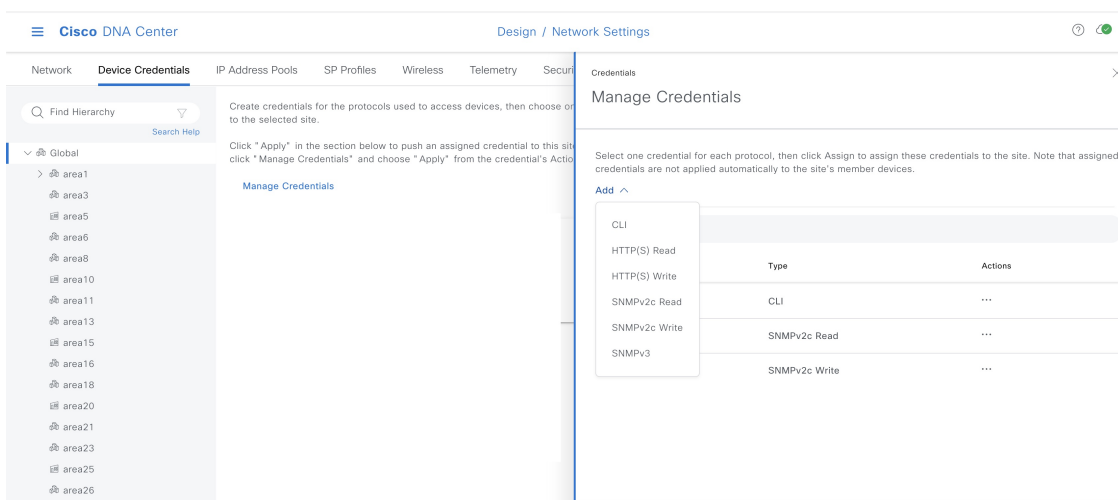 Cisco DNA Center
Design / Network Settings
Network Device Credentials IP Address Pools SP Profiles Wireless Telemetry Securi
Find Hierarchy
Search Help
Global
area1
area3
area5
area6
area8
area10
area11
area13
area15
area16
area18
area20
area21
area23
area25
area26
Create credentials for the protocols used to access devices, then choose or
to the selected site.
Click "Apply" in the section below to push an assigned credential to this site
click "Manage Credentials" and choose "Apply" from the credential's Actio
Manage Credentials
Credentials
Manage Credentials
Select one credential for each protocol, then click Assign to assign these credentials to the site. Note that assigned
credentials are not applied automatically to the site's member devices.
Add
CLI
HTTP(S) Read
HTTP(S) Write
SNMPv2c Read
SNMPv2c Write
SNMPv3
Type Actions
CLI ...
SNMPv2c Read ...
SNMPv2c Write ...